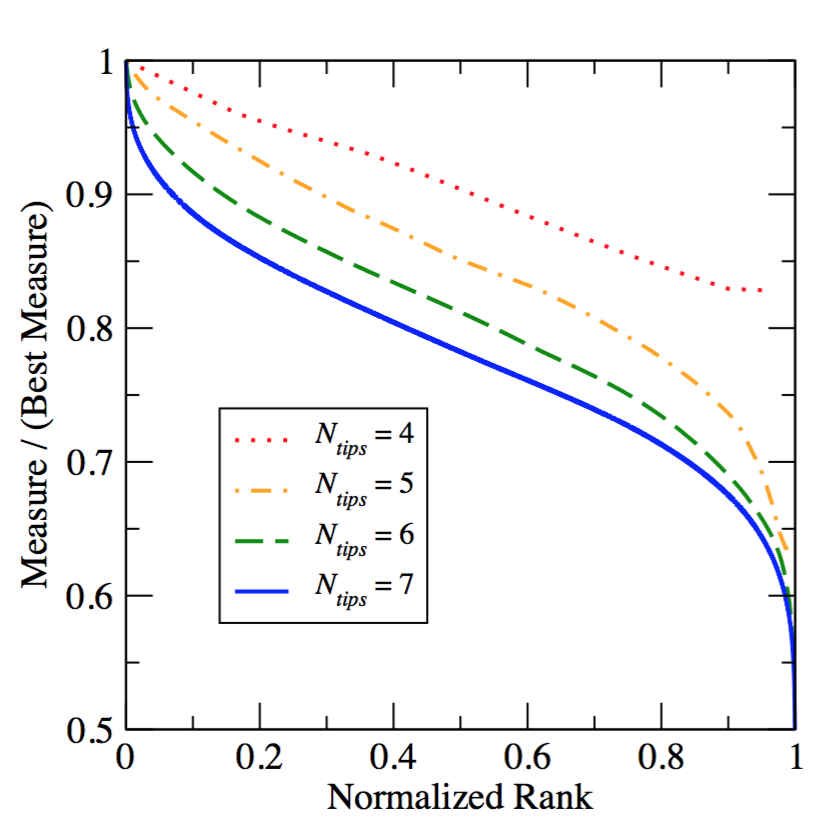 Measure / (Best Measure)
1
0.9
0.8
0.7
0.6
0.5
N_tips = 4
N_tips = 5
N_tips = 6
N_tips = 7
0 0.2 0.4 0.6 0.8 1
Normalized Rank